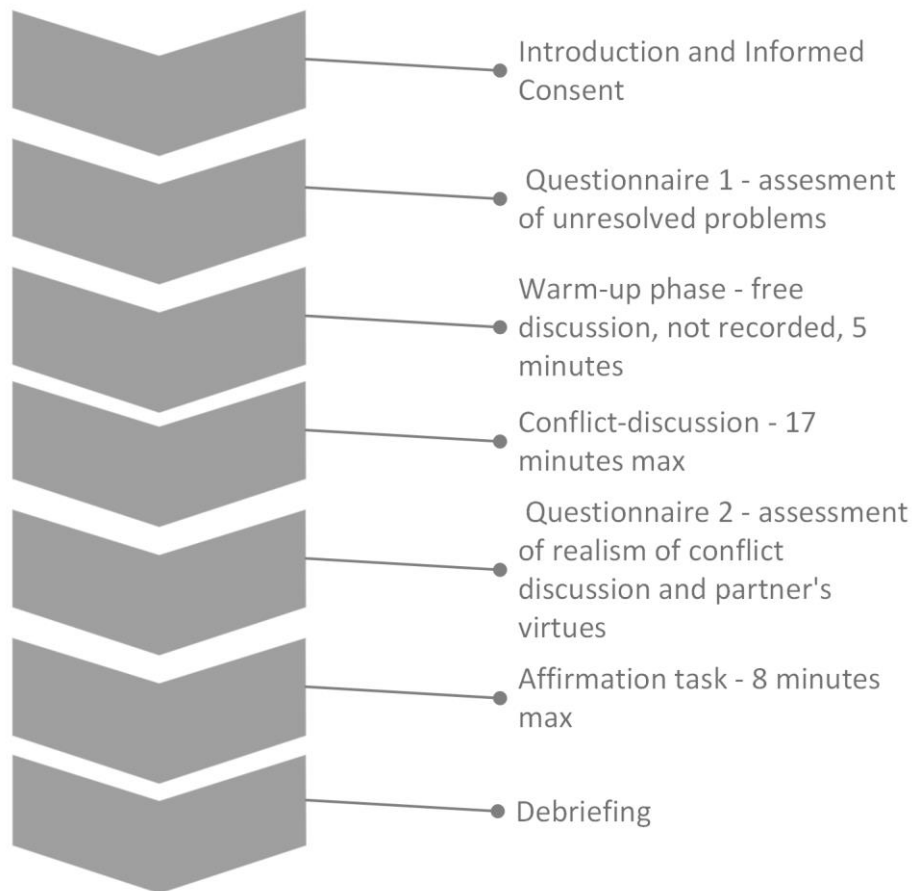 Introduction and Informed
Consent
Questionnaire 1 - assesment
of unresolved problems
Warm-up phase - free
discussion, not recorded, 5
minutes
Conflict-discussion - 17
minutes max
Questionnaire 2 - assessment
of realism of conflict
discussion and partner's
virtues
Affirmation task - 8 minutes
max
Debriefing